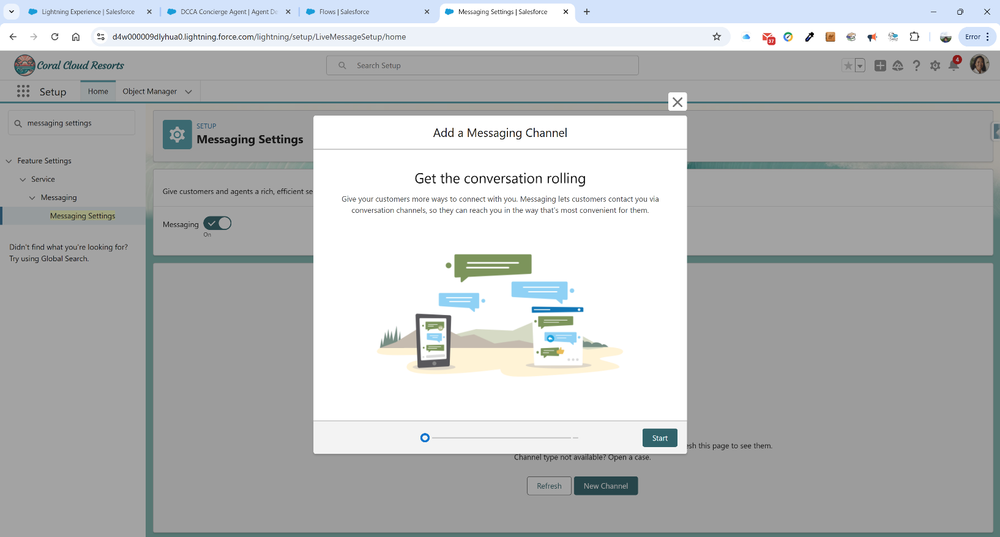 Lightning Experience | Salesforce
DCCA Concierge Agent | Agent De
Flows | Salesforce
Messaging Settings | Salesforce
d4w000009dlyhua0.lightning.force.com/lightning/setup/LiveMessageSetup/home
37
Error
Coral Cloud Resorts
Search Setup
4
Setup
Home
Object Manager
messaging settings
Feature Settings
Service
Messaging
Messaging Settings
Didn't find what you're looking for?
Try using Global Search.
SETUP
Messaging Settings
Give customers and agents a rich, efficient se
Messaging
On
Add a Messaging Channel
Get the conversation rolling
Give your customers more ways to connect with you. Messaging lets customers contact you via
conversation channels, so they can reach you in the way that's most convenient for them.
Start
esh this page to see them.
Channel type not available? Open a case.
Refresh
New Channel